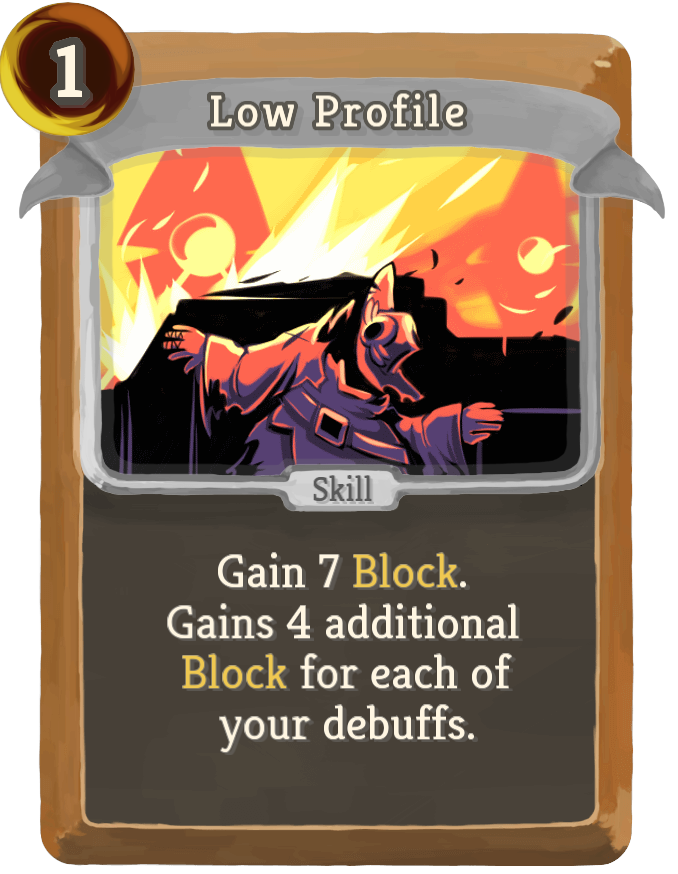 1
Low Profile
Skill
Gain 7 Block.
Gains 4 additional
Block for each of
your debuffs.